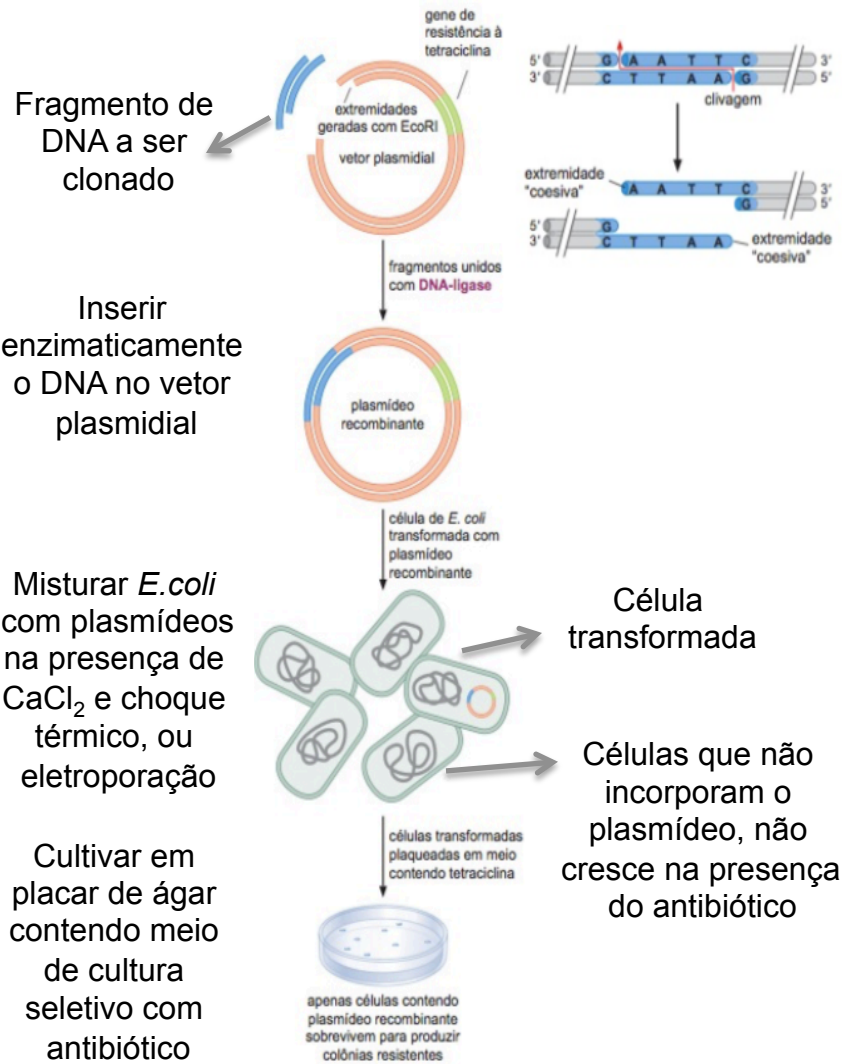 gene de
resistência à
tetraciclina
extremidades
geradas com EcoRI
vetor plasmidial
Fragmento de
DNA a ser
clonado
5' G A A T T C 3'
3' C T T A A G 5'
clivagem
extremidade
"coesiva"
A A T T C 3'
G 5'
5' G
3' C T T A A
extremidade
"coesiva"
fragmentos unidos
com DNA-ligase
Inserir
enzimaticamente
o DNA no vetor
plasmidial
plasmídeo
recombinante
célula de E. coli
transformada com
plasmídeo
recombinante
Misturar E.coli
com plasmídeos
na presença de
CaCl₂ e choque
térmico, ou
eletroporação
Célula
transformada
Células que não
incorporam o
plasmídeo, não
cresce na presença
do antibiótico
células transformadas
plaqueadas em meio
contendo tetraciclina
Cultivar em
placar de ágar
contendo meio
de cultura
seletivo com
antibiótico
apenas células contendo
plasmídeo recombinante
sobrevivem para produzir
colônias resistentes